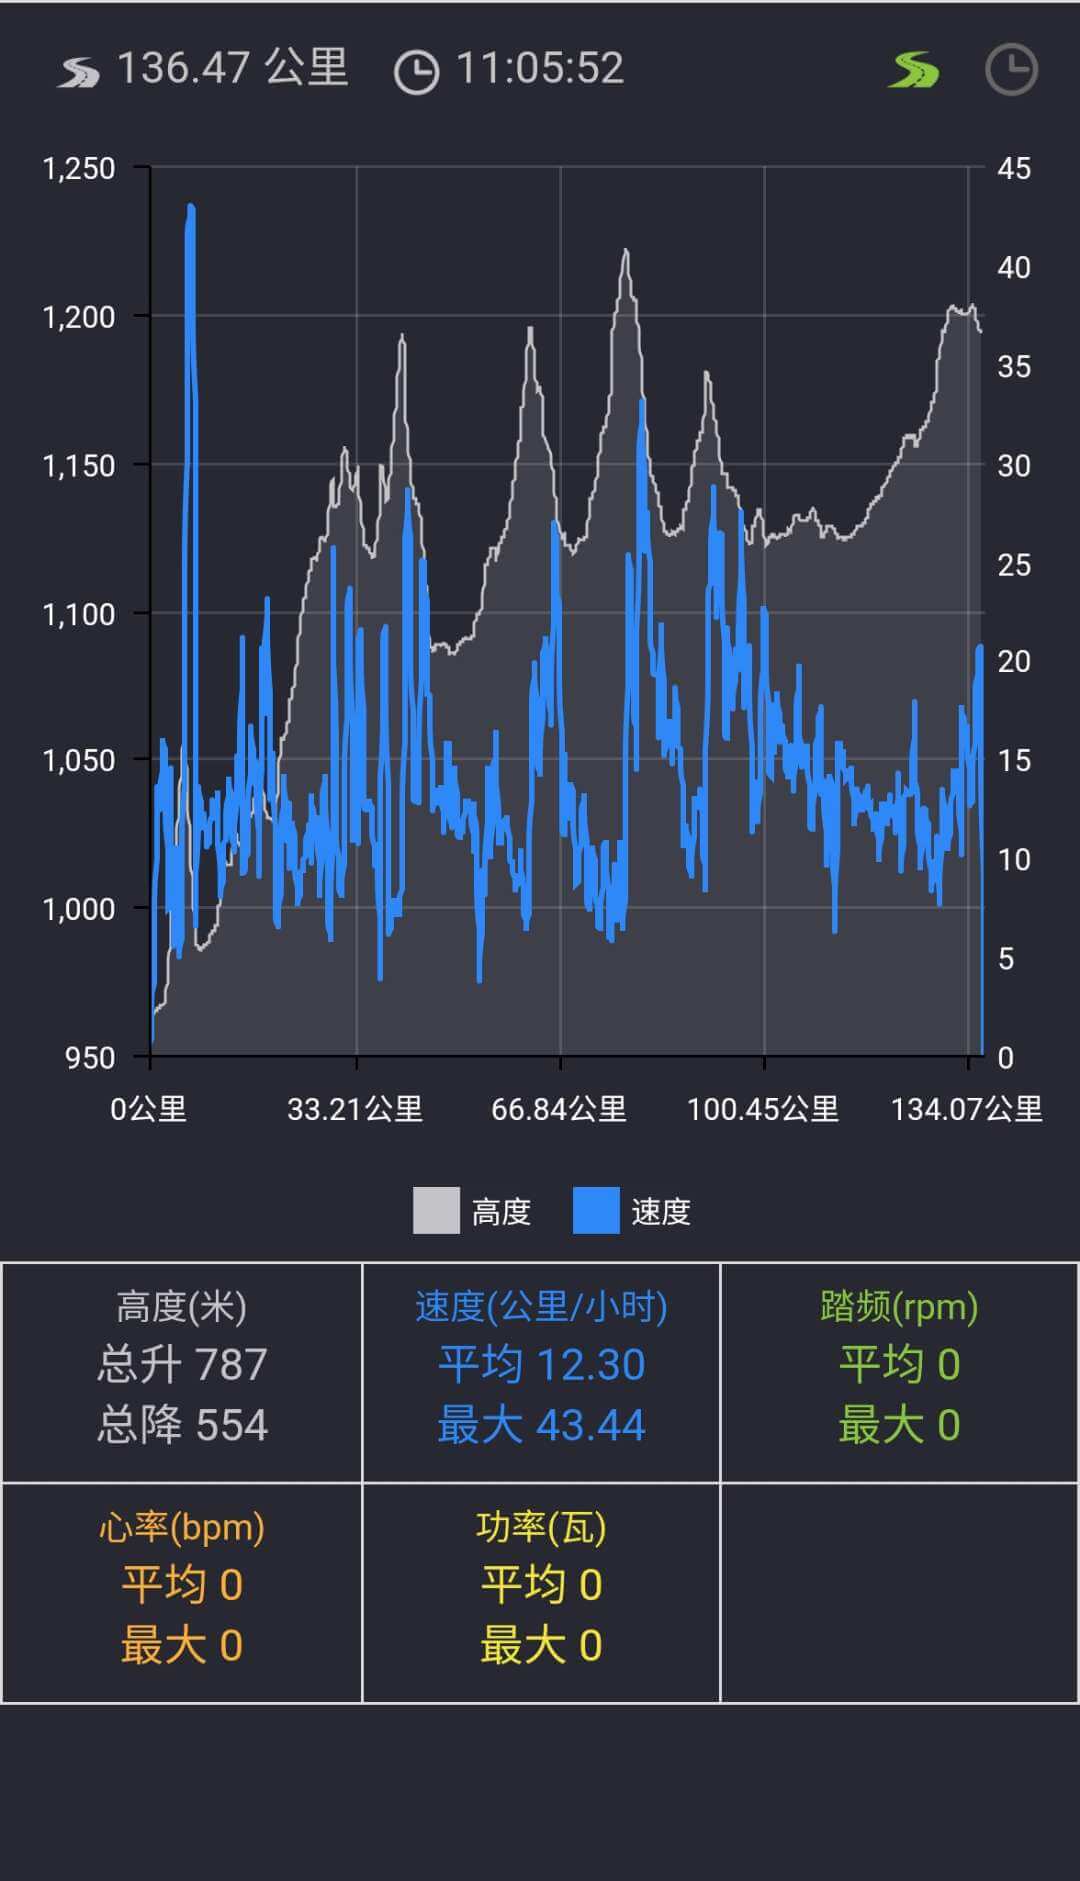 136.47 公里 11:05:52
1,250 45
40
1,200
35
1,150 30
25
1,100
20
1,050 15
10
1,000
5
950 0
0公里 33.21公里 66.84公里 100.45公里 134.07公里
高度 速度
高度(米) 速度(公里/小时) 踏频(rpm)
总升 787 平均 12.30 平均 0
总降 554 最大 43.44 最大 0
心率(bpm) 功率(瓦)
平均 0 平均 0
最大 0 最大 0